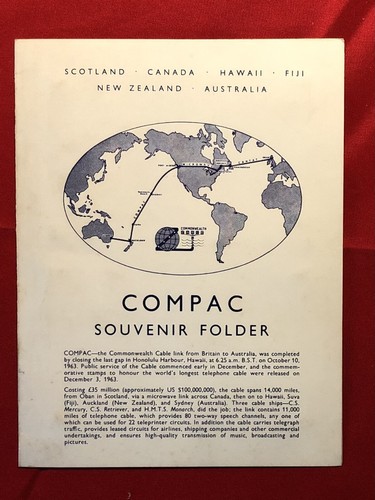 SCOTLAND · CANADA · HAWAII · FIJI
NEW ZEALAND · AUSTRALIA
COMMONWEALTH
COMPAC
SOUVENIR FOLDER
COMPAC—the Commonwealth Cable link from Britain to Australia, was completed
by closing the last gap in Honolulu Harbour, Hawaii, at 6.25 a.m. B.S.T. on October 10,
1963. Public service of the Cable commenced early in December, and the commem-
orative stamps to honour the world's longest telephone cable were released on
December 3, 1963.
Costing £35 million (approximately US $100,000,000), the cable spans 14,000 miles,
from Oban in Scotland, via a microwave link across Canada, then on to Hawaii, Suva
(Fiji), Auckland (New Zealand), and Sydney (Australia). Three cable ships—C.S.
Mercury, C.S. Retriever, and H.M.T.S. Monarch, did the job; the link contains 11,000
miles of telephone cable, which provides 80 two-way speech channels, any one of
which can be used for 22 teleprinter circuits. In addition the cable carries telegraph
traffic, provides leased circuits for airlines, shipping companies and other commercial
undertakings, and ensures high-quality transmission of music, broadcasting and
pictures.